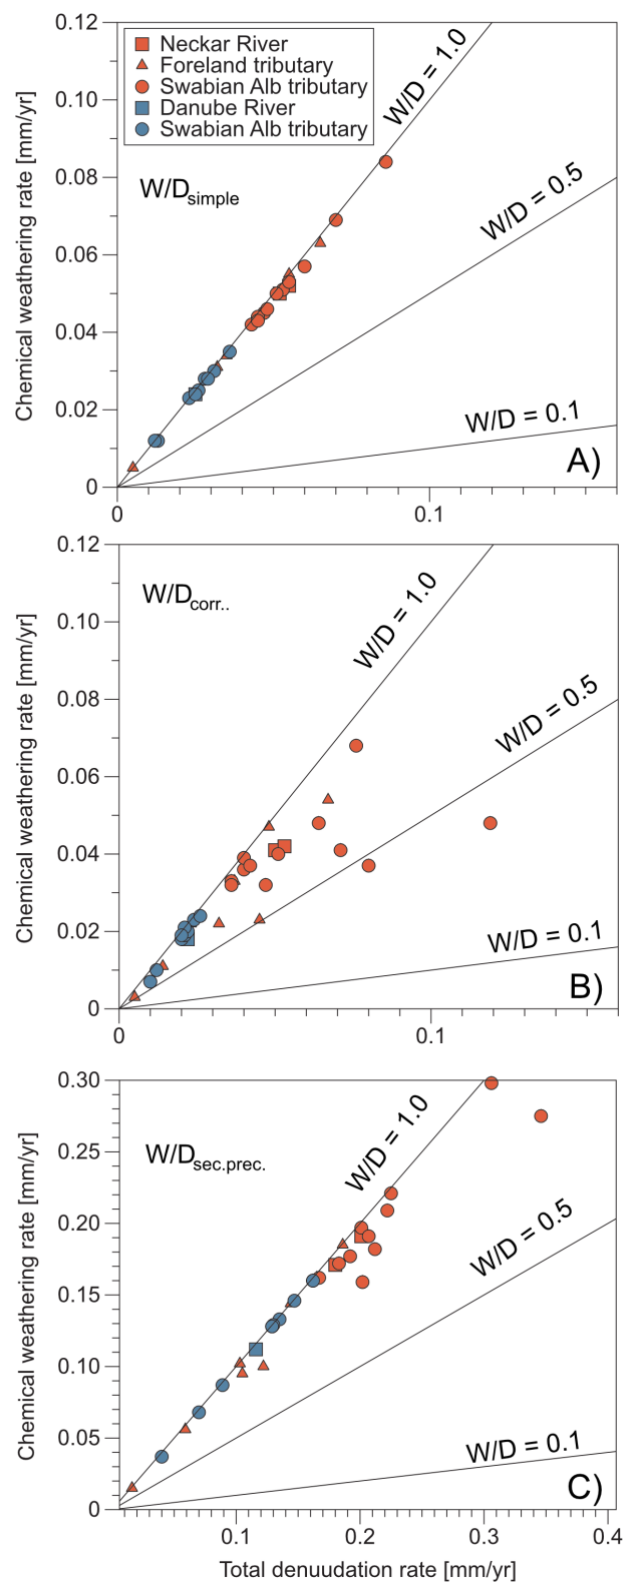 0.12
Neckar River
Foreland tributary
Swabian Alb tributary
Danube River
Swabian Alb tributary
W/D = 1.0
0.10
W/Dsimple
0.08
W/D = 0.5
0.06
0.04
W/D = 0.1
0.02
A)
0
0
0.1
Chemical weathering rate [mm/yr]
0.12
W/Dcorr..
W/D = 1.0
0.10
0.08
W/D = 0.5
0.06
0.04
0.02
W/D = 0.1
B)
0
0
0.1
Chemical weathering rate [mm/yr]
0.30
W/Dsec.prec.
W/D = 1.0
0.25
0.20
W/D = 0.5
0.15
0.10
0.05
W/D = 0.1
C)
0
0.1
0.2
0.3
0.4
Chemical weathering rate [mm/yr]
Total denuudation rate [mm/yr]